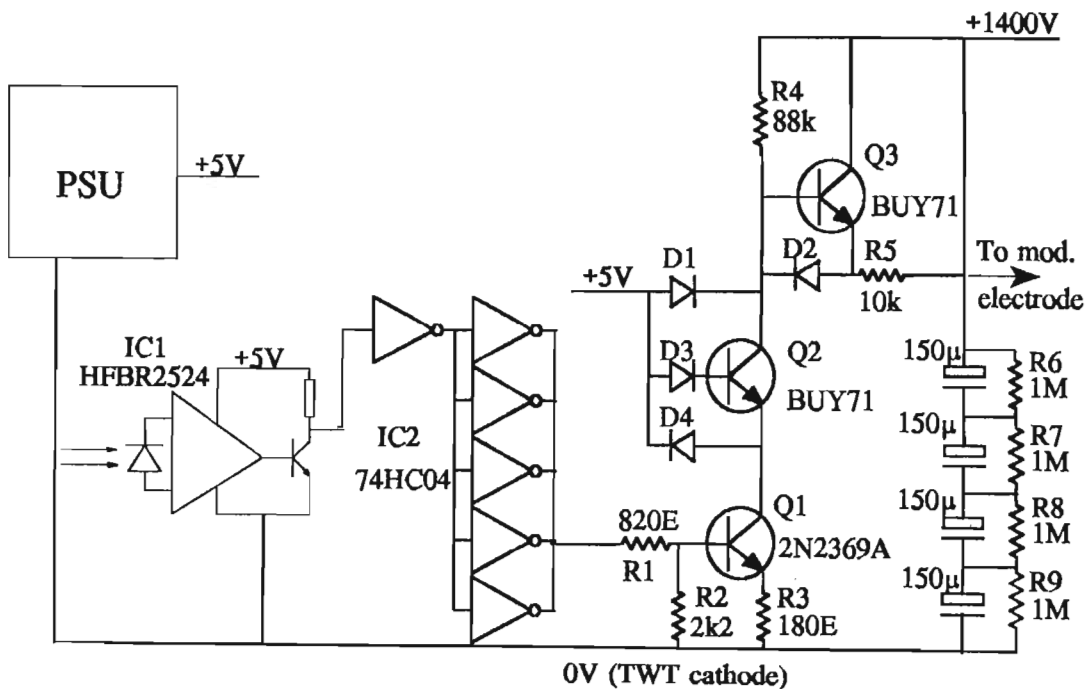 +1400V
R4
88k
Q3
BUY71
PSU
+5V
D1
D2
R5
10k
To mod.
electrode
+5V
IC1
HFBR2524
+5V
D3
Q2
BUY71
D4
IC2
74HC04
150µ
R6
1M
150µ
R7
1M
150µ
R8
1M
150µ
R9
1M
820E
R1
Q1
2N2369A
R2
2k2
R3
180E
0V (TWT cathode)